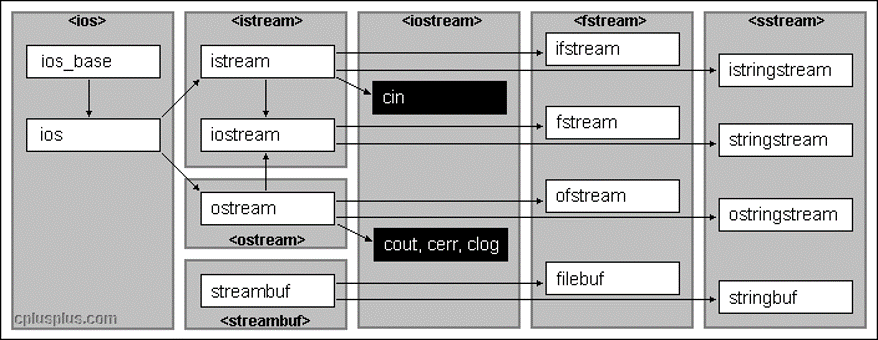 <ios>
ios_base
ios
<istream>
istream
iostream
ostream
<ostream>
streambuf
<streambuf>
<iostream>
cin
cout, cerr, clog
<fstream>
ifstream
fstream
ofstream
filebuf
<sstream>
istringstream
stringstream
ostringstream
stringbuf
cplusplus.com